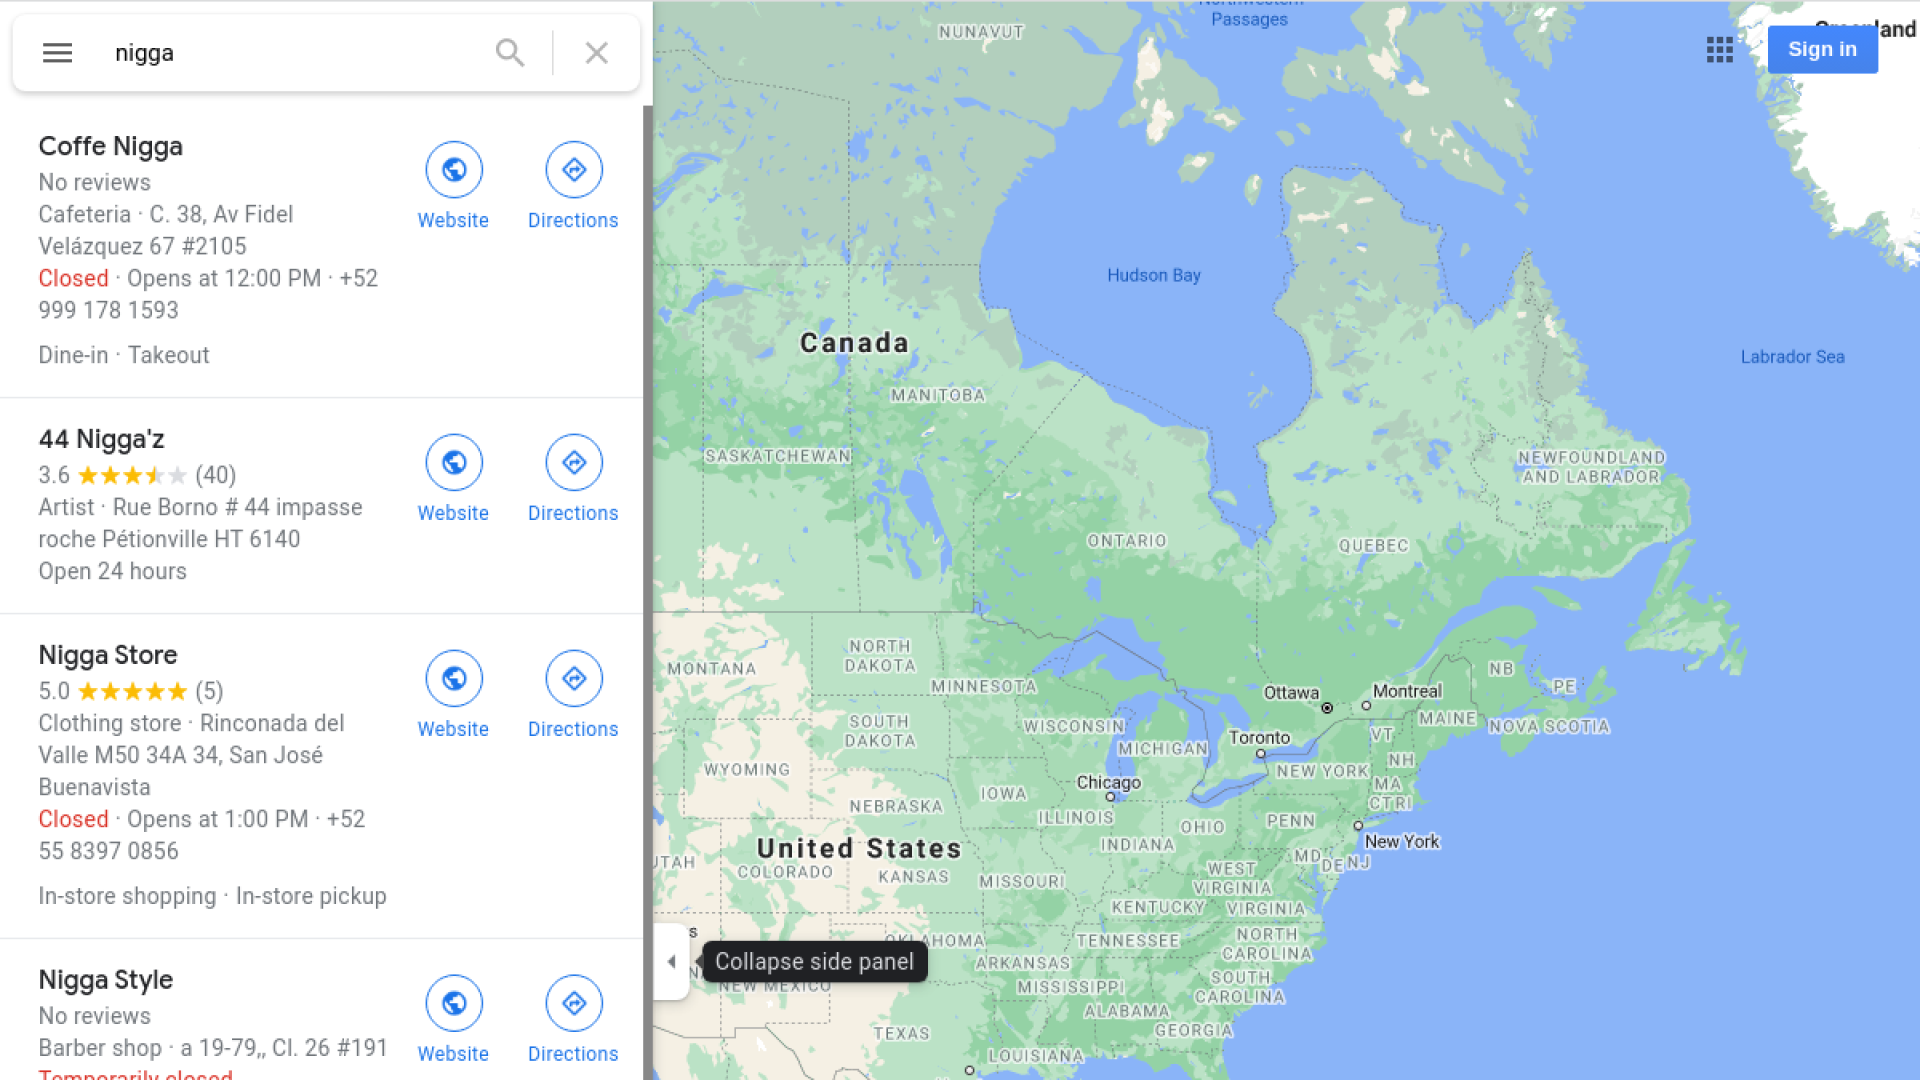 nigga
Coffe Nigga
No reviews
Cafeteria · C. 38, Av Fidel
Velázquez 67 #2105
Closed · Opens at 12:00 PM · +52
999 178 1593
Dine-in · Takeout
Website
Directions
44 Nigga'z
3.6 (40)
Artist · Rue Borno # 44 impasse
roche Pétionville HT 6140
Open 24 hours
Website
Directions
Nigga Store
5.0 (5)
Clothing store · Rinconada del
Valle M50 34A 34, San José
Buenavista
Closed · Opens at 1:00 PM · +52
55 8397 0856
In-store shopping · In-store pickup
Website
Directions
Nigga Style
No reviews
Barber shop · a 19-79,, Cl. 26 #191
Temporarily closed
Website
Directions
Collapse side panel
Sign in
Northwestern
Passages
NUNAVUT
Hudson Bay
Labrador Sea
Canada
MANITOBA
SASKATCHEWAN
NEWFOUNDLAND
AND LABRADOR
ONTARIO
QUEBEC
NORTH
DAKOTA
MONTANA
MINNESOTA
Ottawa
Montreal
NB
PE
MAINE
NOVA SCOTIA
SOUTH
DAKOTA
WISCONSIN
MICHIGAN
Toronto
VT
NH
NEW YORK
MA
CT RI
WYOMING
Chicago
IOWA
NEBRASKA
ILLINOIS
OHIO
PENN
INDIANA
New York
MD
DE
NJ
United States
UTAH
COLORADO
KANSAS
MISSOURI
WEST
VIRGINIA
KENTUCKY
VIRGINIA
OKLAHOMA
TENNESSEE
NORTH
CAROLINA
ARKANSAS
SOUTH
CAROLINA
NEW MEXICO
MISSISSIPPI
ALABAMA
GEORGIA
TEXAS
LOUISIANA